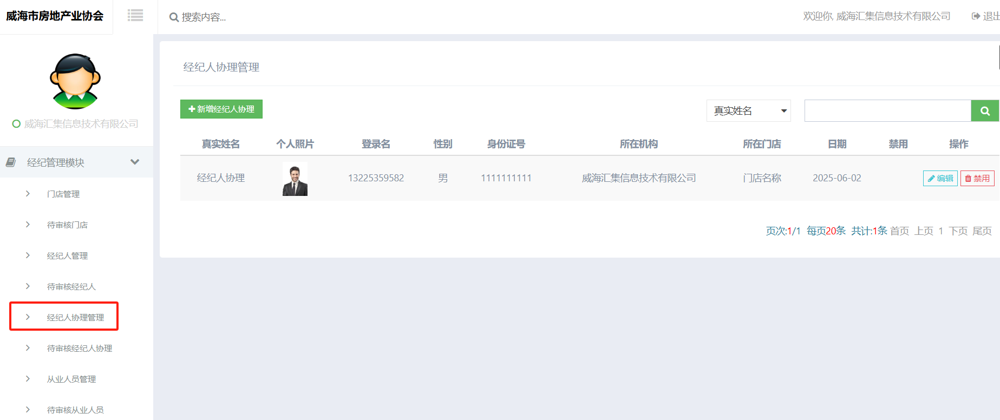 威海市房地产业协会
搜索内容...
欢迎你, 威海汇集信息技术有限公司
退出
威海汇集信息技术有限公司
经纪管理模块
门店管理
待审核门店
经纪人管理
待审核经纪人
经纪人协理管理
待审核经纪人协理
从业人员管理
待审核从业人员
经纪人协理管理
新增经纪人协理
真实姓名
真实姓名 个人照片 登录名 性别 身份证号 所在机构 所在门店 日期 禁用 操作
经纪人协理 13225359582 男 1111111111 威海汇集信息技术有限公司 门店名称 2025-06-02 编辑 禁用
页次:1/1 每页20条 共计:1条 首页 上页 1 下页 尾页